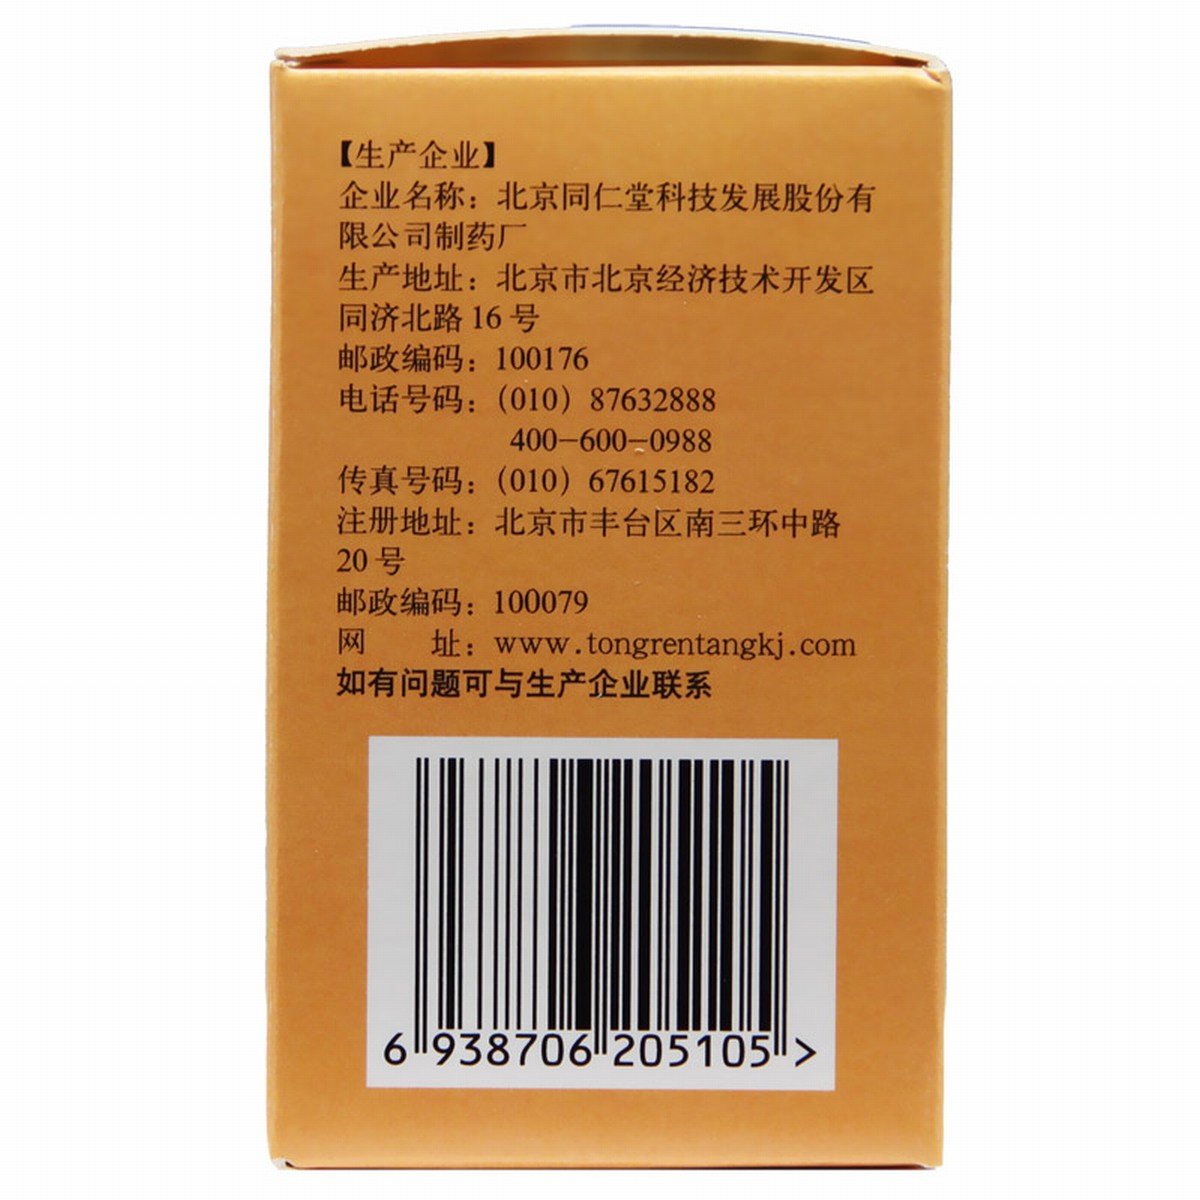 【生产企业】
企业名称：北京同仁堂科技发展股份有
限公司制药厂
生产地址：北京市北京经济技术开发区
同济北路 16 号
邮政编码：100176
电话号码：（010）87632888
400-600-0988
传真号码：（010）67615182
注册地址：北京市丰台区南三环中路
20 号
邮政编码：100079
网　　址：www.tongrentangkj.com
如有问题可与生产企业联系
6 938706 205105 >